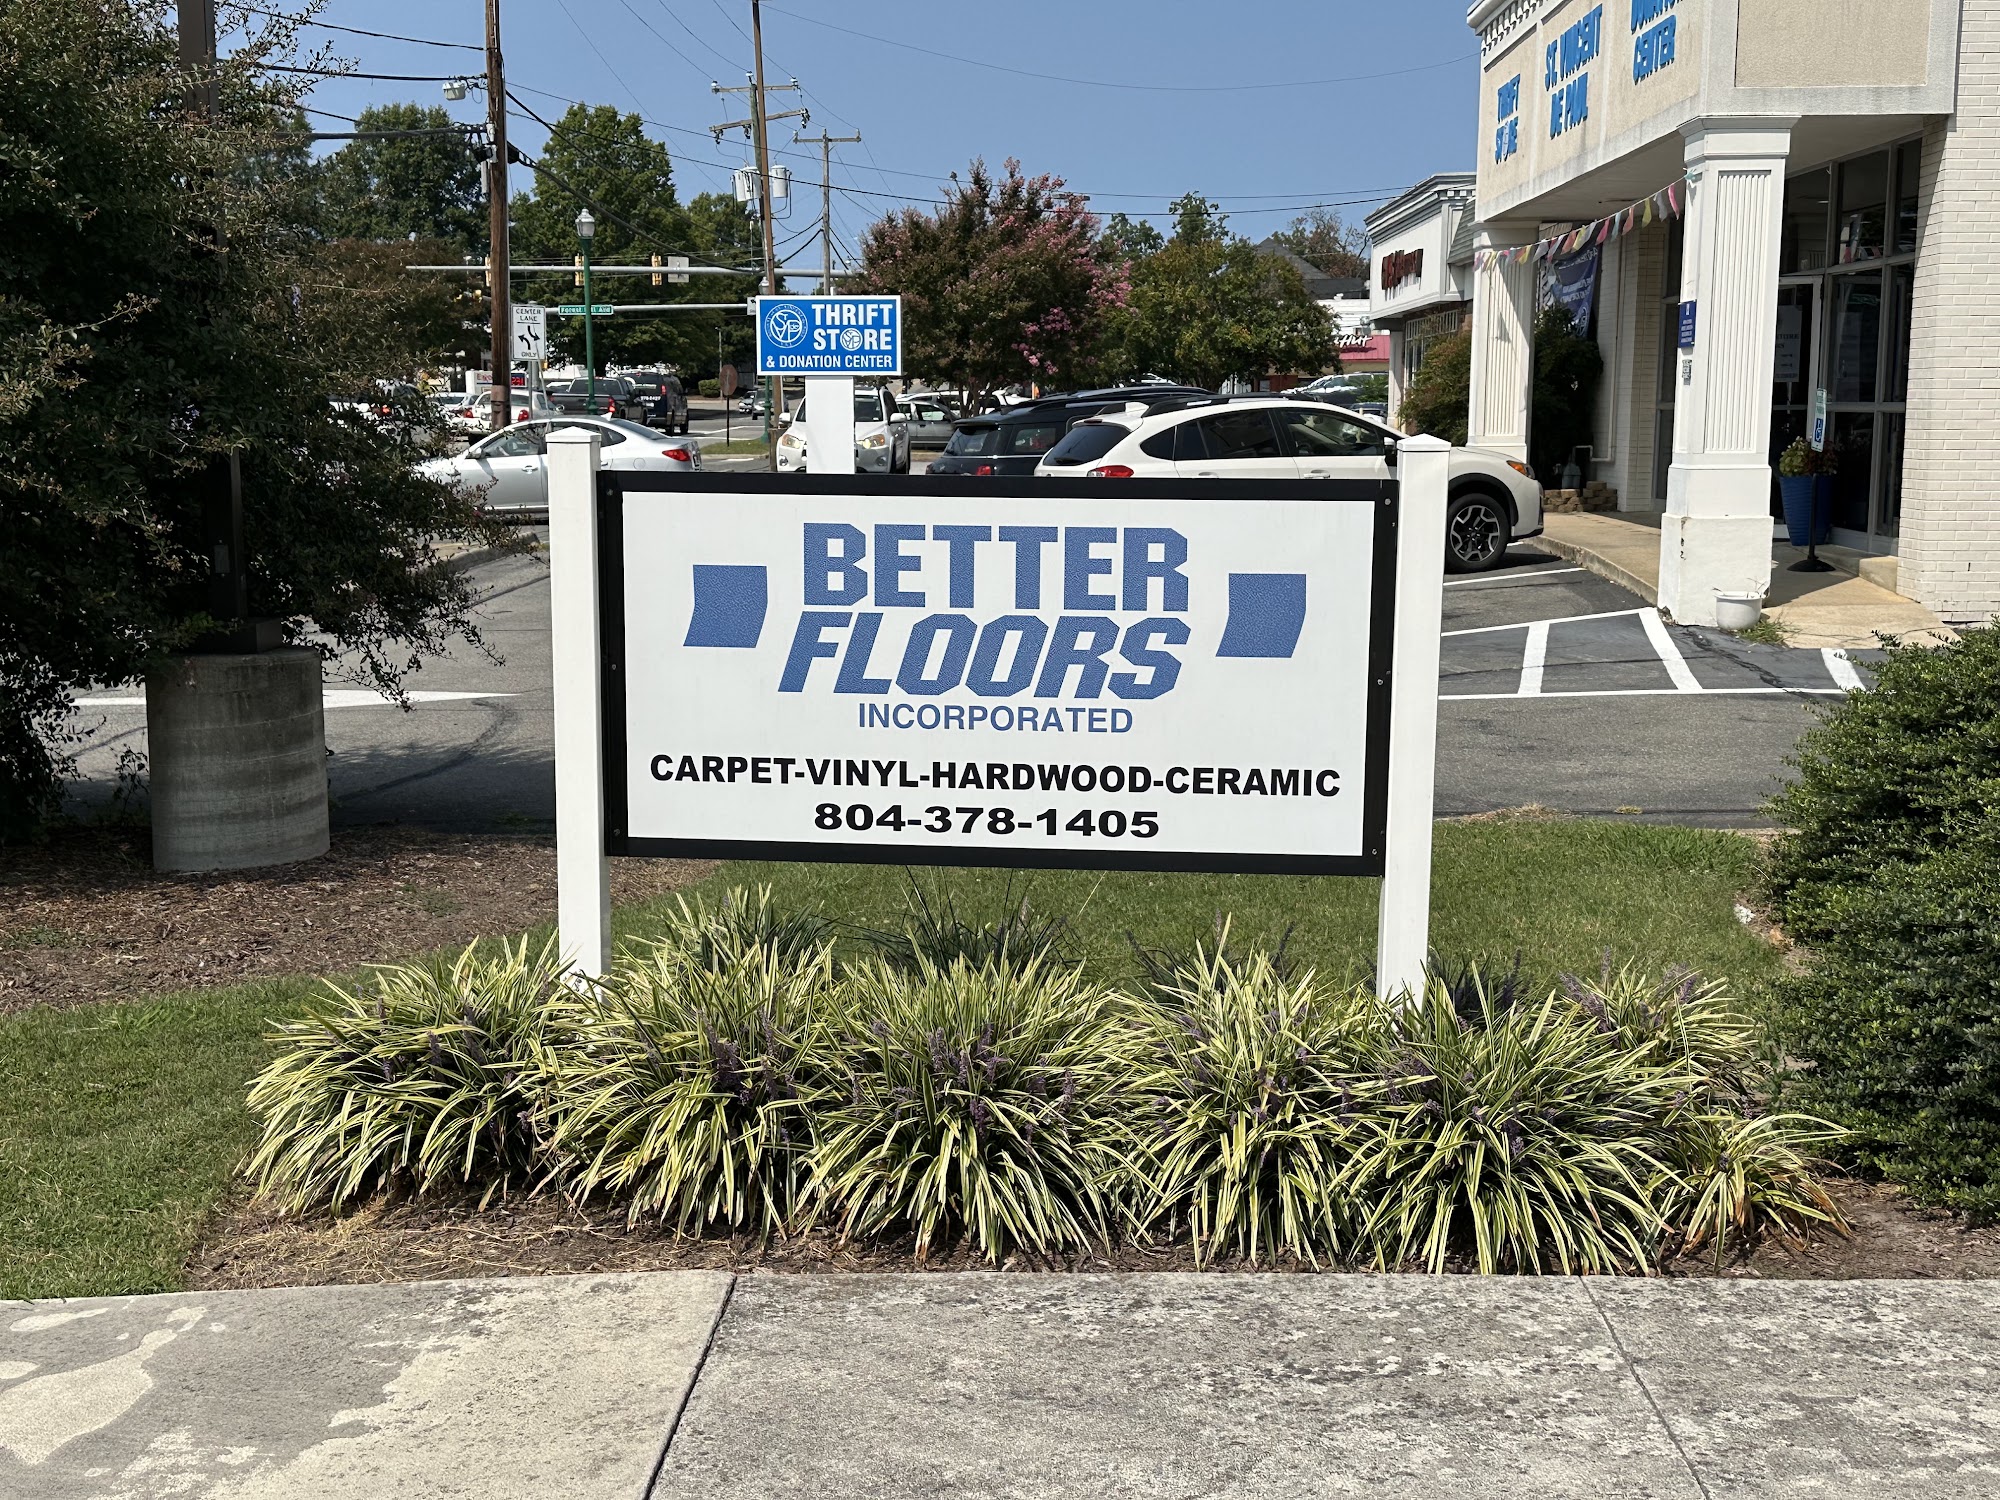 THRIFT
STORE
ST. VINCENT
DE PAUL
DONATION
CENTER
CENTER
LANE
ONLY
THRIFT
STORE
& DONATION CENTER
Hut
BETTER
FLOORS
INCORPORATED
CARPET-VINYL-HARDWOOD-CERAMIC
804-378-1405